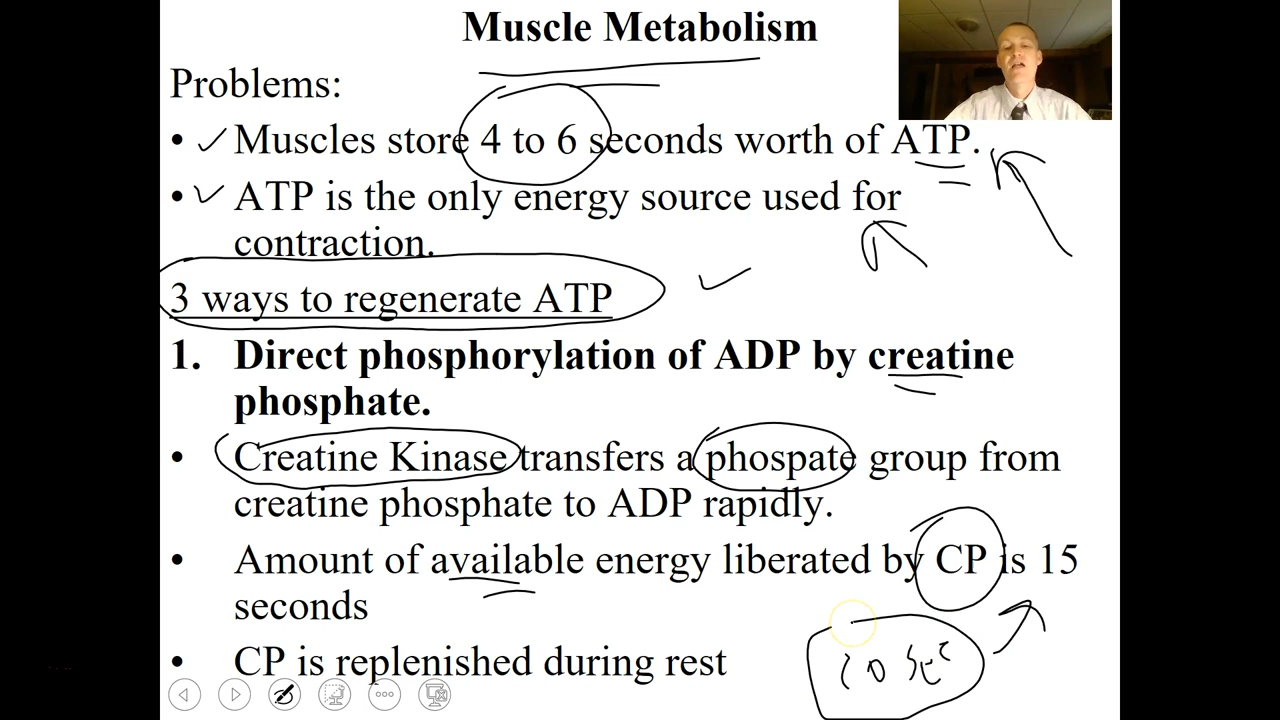 Muscle Metabolism
Problems:
• Muscles store 4 to 6 seconds worth of ATP.
• ATP is the only energy source used for
contraction.
3 ways to regenerate ATP
1. Direct phosphorylation of ADP by creatine
phosphate.
• Creatine Kinase transfers a phospate group from
creatine phosphate to ADP rapidly.
• Amount of available energy liberated by CP is 15
seconds
• CP is replenished during rest
10 sec